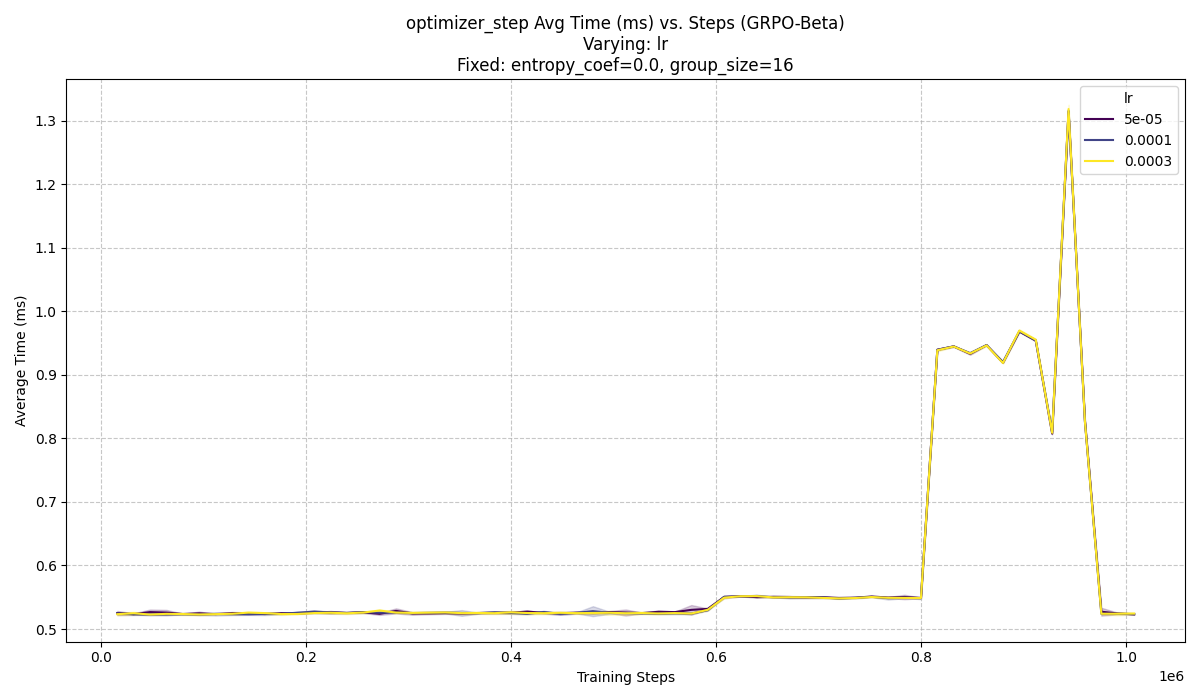 optimizer_step Avg Time (ms) vs. Steps (GRPO-Beta)
Varying: lr
Fixed: entropy_coef=0.0, group_size=16
lr
5e-05
0.0001
0.0003
Average Time (ms)
1.3
1.2
1.1
1.0
0.9
0.8
0.7
0.6
0.5
0.0
0.2
0.4
0.6
0.8
1.0
1e6
Training Steps